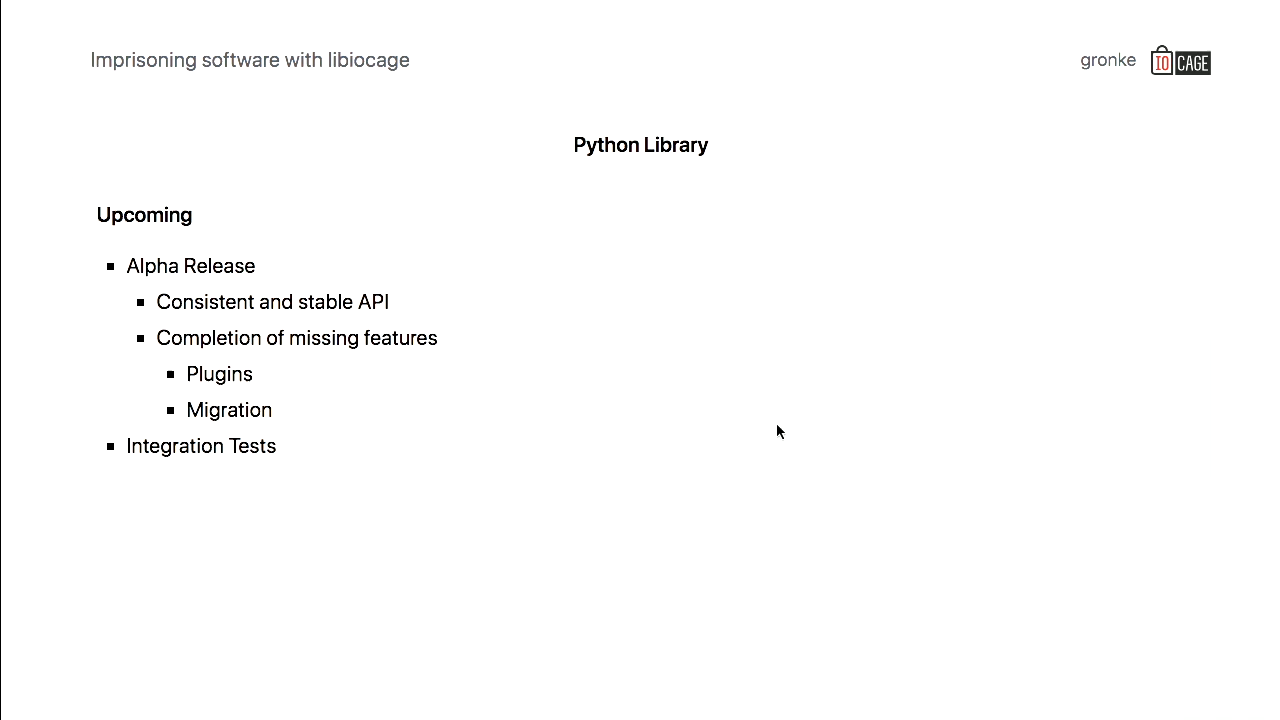 Imprisoning software with libiocage
gronke IO CAGE
Python Library
Upcoming
Alpha Release
Consistent and stable API
Completion of missing features
Plugins
Migration
Integration Tests